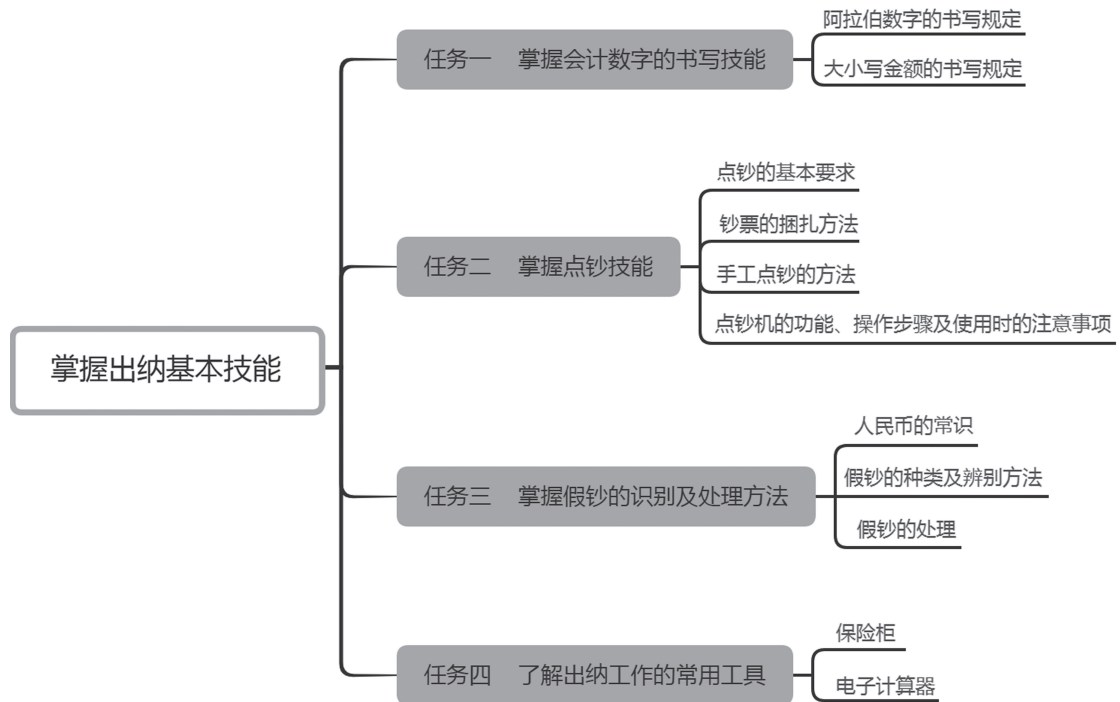 掌握出纳基本技能
任务一 掌握会计数字的书写技能
阿拉伯数字的书写规定
大小写金额的书写规定
任务二 掌握点钞技能
点钞的基本要求
钞票的捆扎方法
手工点钞的方法
点钞机的功能、操作步骤及使用时的注意事项
任务三 掌握假钞的识别及处理方法
人民币的常识
假钞的种类及辨别方法
假钞的处理
任务四 了解出纳工作的常用工具
保险柜
电子计算器